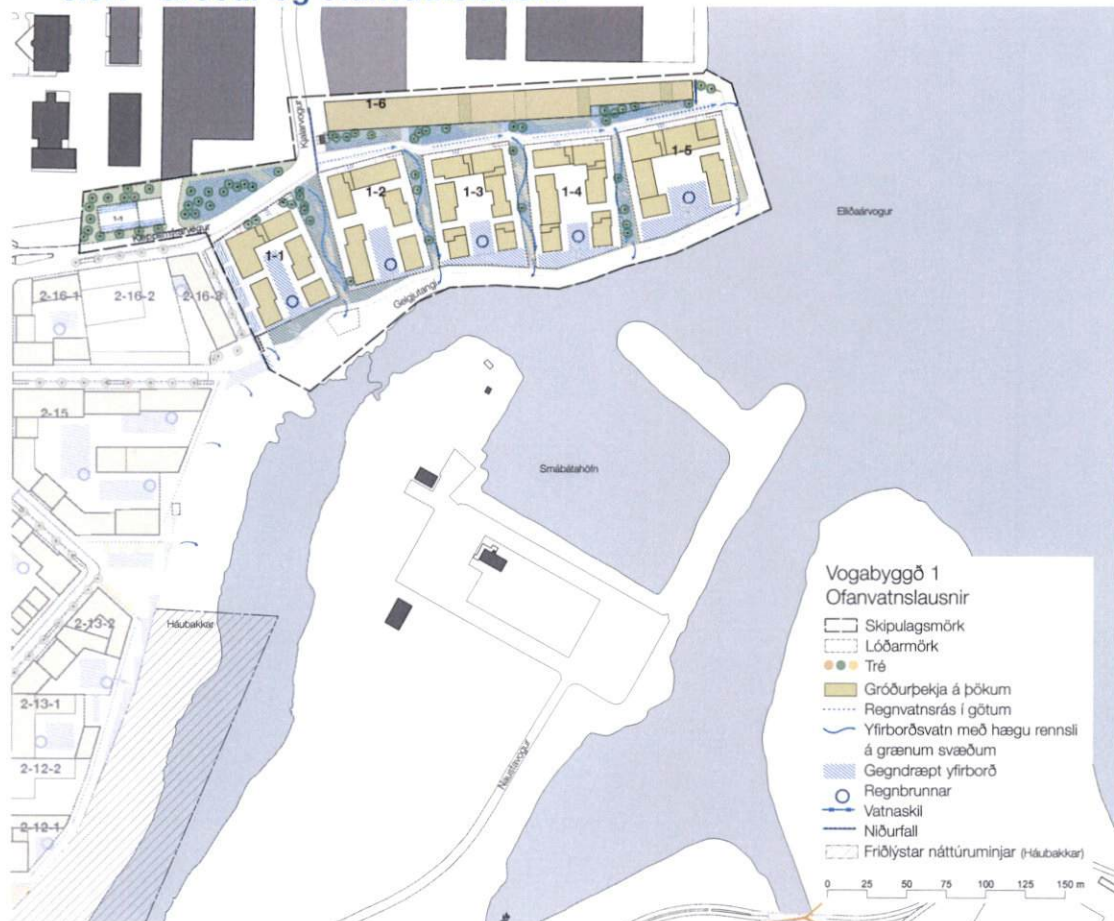 1-6
Kjalarvogur
1-5
1-2
1-3
1-4
Elliðaárvogur
Kleppsmýrarvegur
1-1
2-16-1
2-16-2
2-16-3
Gelgjutangi
2-15
Smábátahöfn
Háubakkar
2-13-2
2-13-1
2-12-2
2-12-1
Naustavogur
Vogabyggð 1
Ofanvatnslausnir
Skipulagsmörk
Lóðarmörk
Tré
Gróðurþekja á þökum
Regnvatnsrás í götum
Yfirborðsvatn með hægu rennsli
á grænum svæðum
Gegndræpt yfirborð
Regnbrunnar
Vatnaskil
Niðurfall
Friðlýstar náttúruminjar (Háubakkar)
0 25 50 75 100 125 150 m